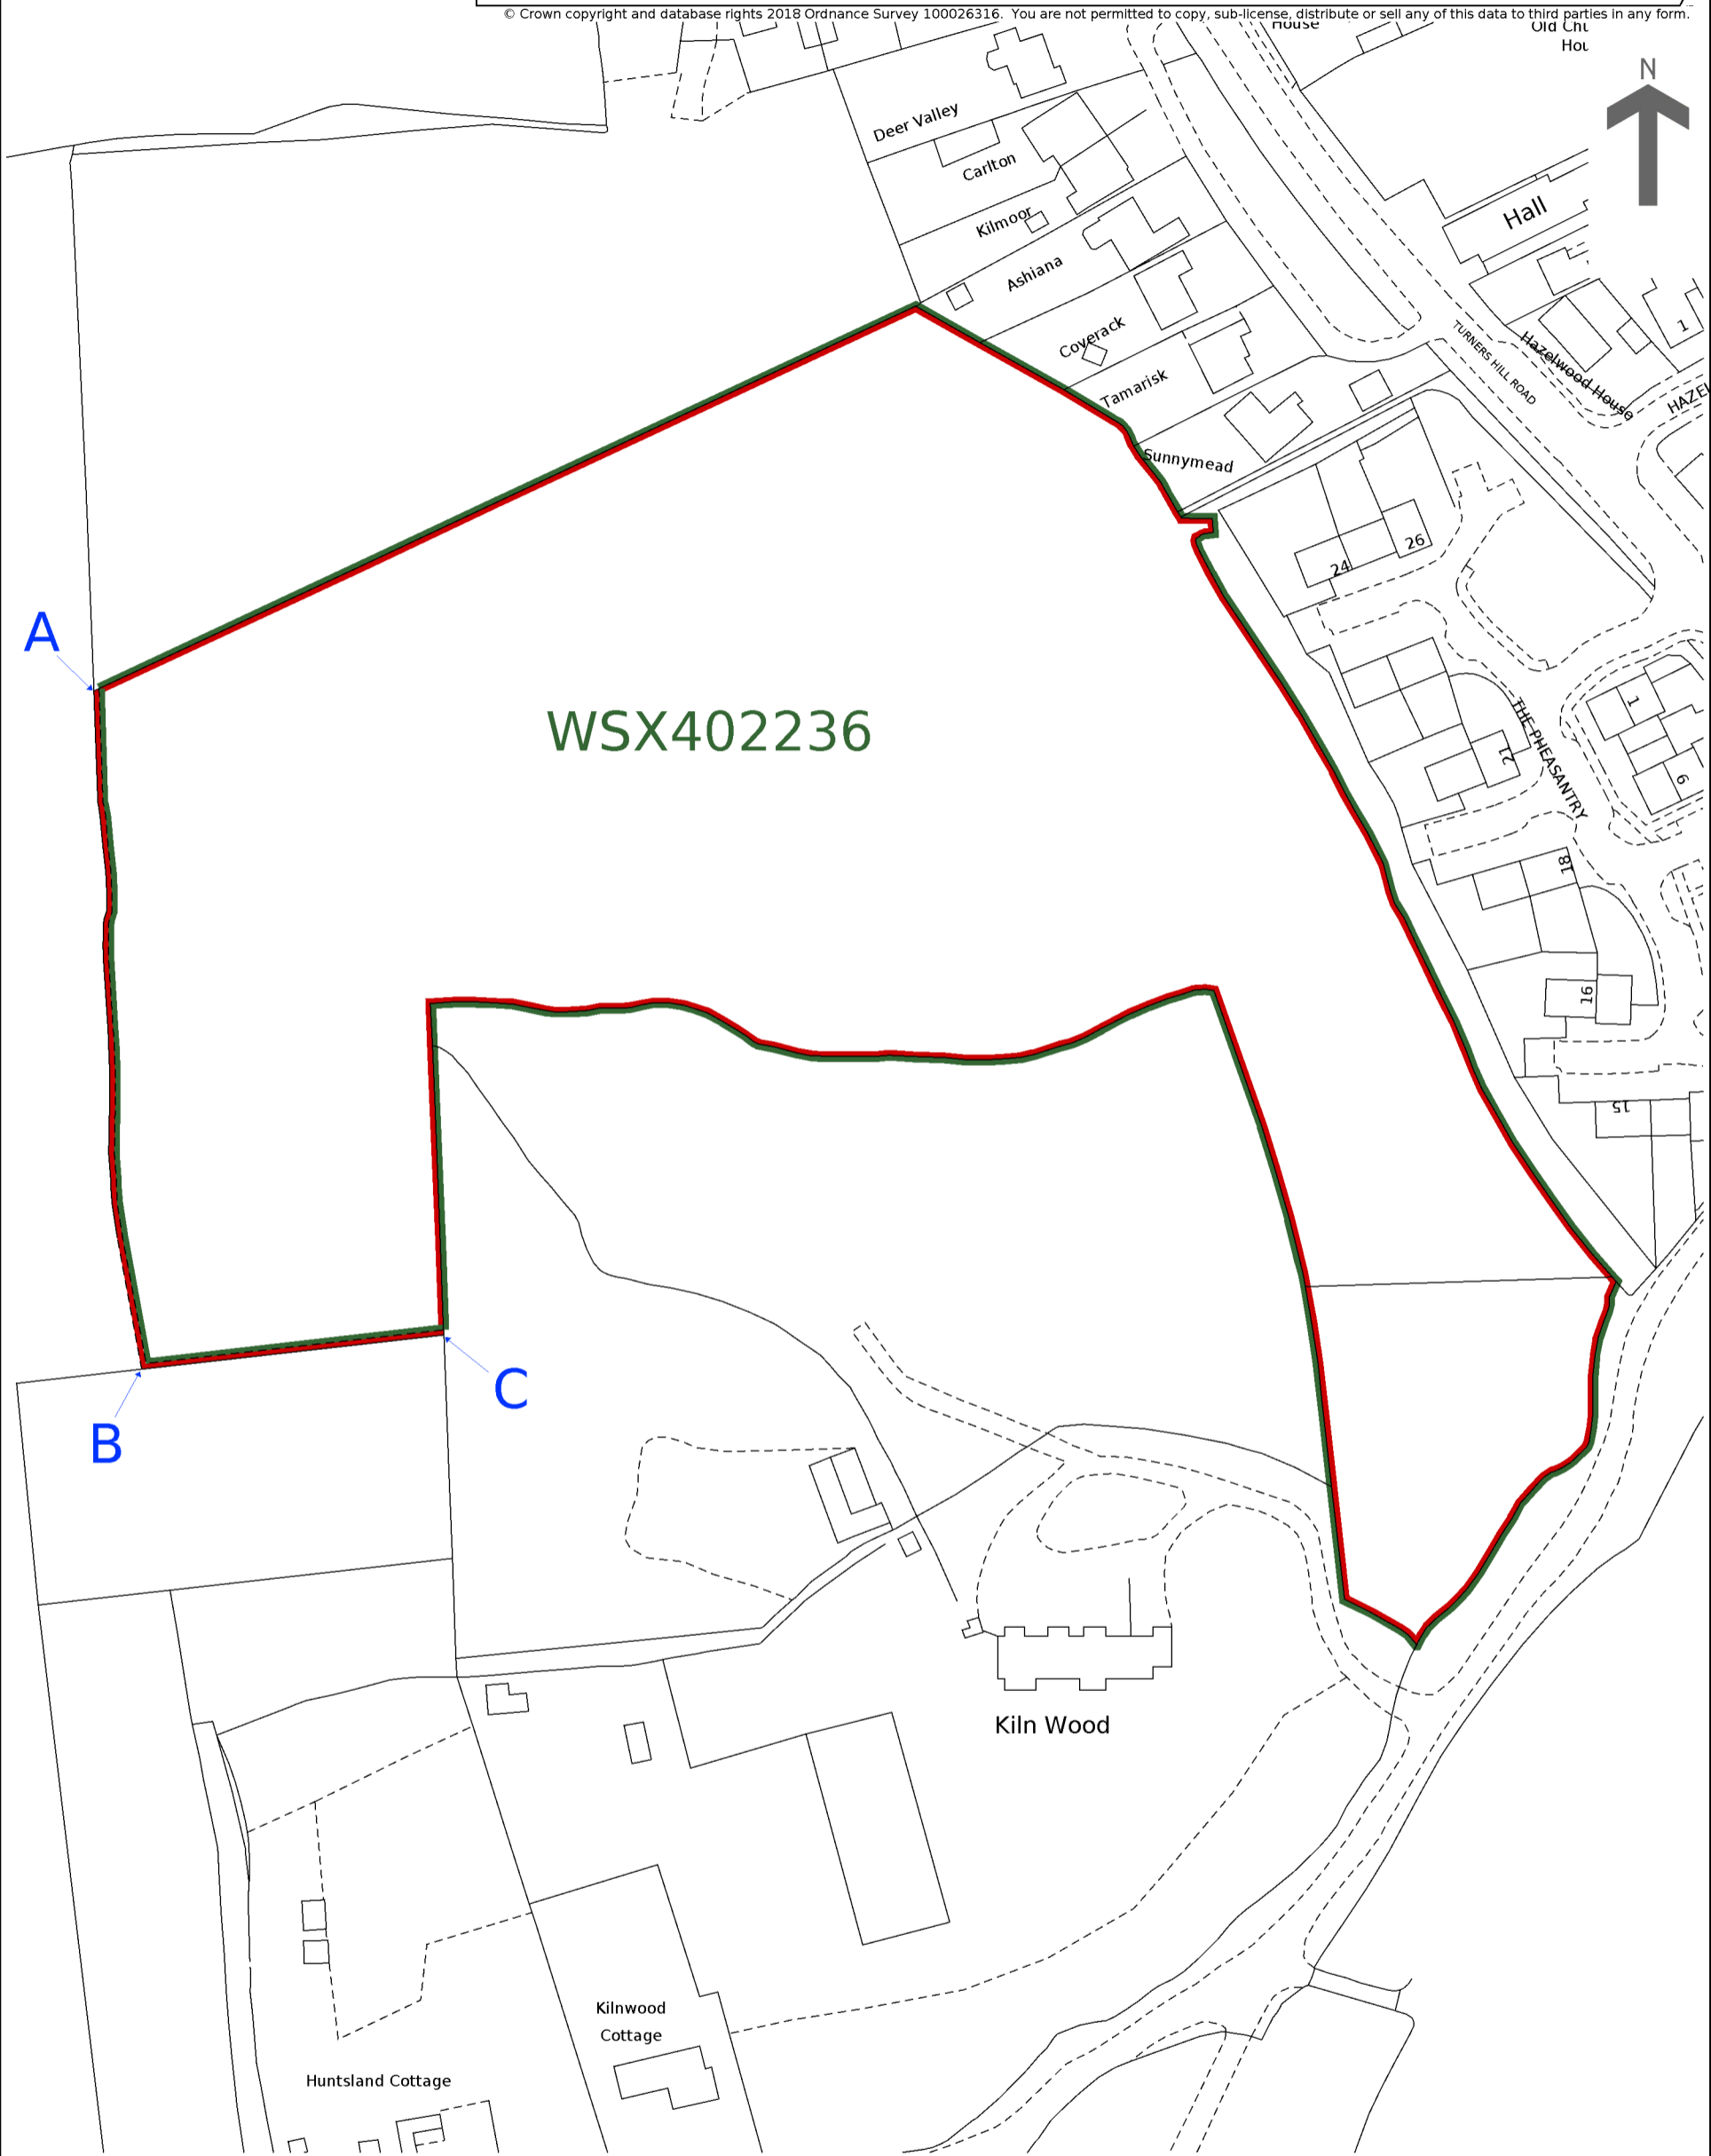 © Crown copyright and database rights 2018 Ordnance Survey 100026316. You are not permitted to copy, sub-license, distribute or sell any of this data to third parties in any form.
House
Old
N
Deer Valley
Carlton
Kilmoor
Ashiana
Coverack
Tamarisk
Sunnymead
Hall
TURNERS HILL ROAD
Hazelwood House
1
26
24
A
WSX402236
THE PHEASANTRY
1
21
9
18
16
15
C
B
Kiln Wood
Kilnwood
Cottage
Huntsland Cottage